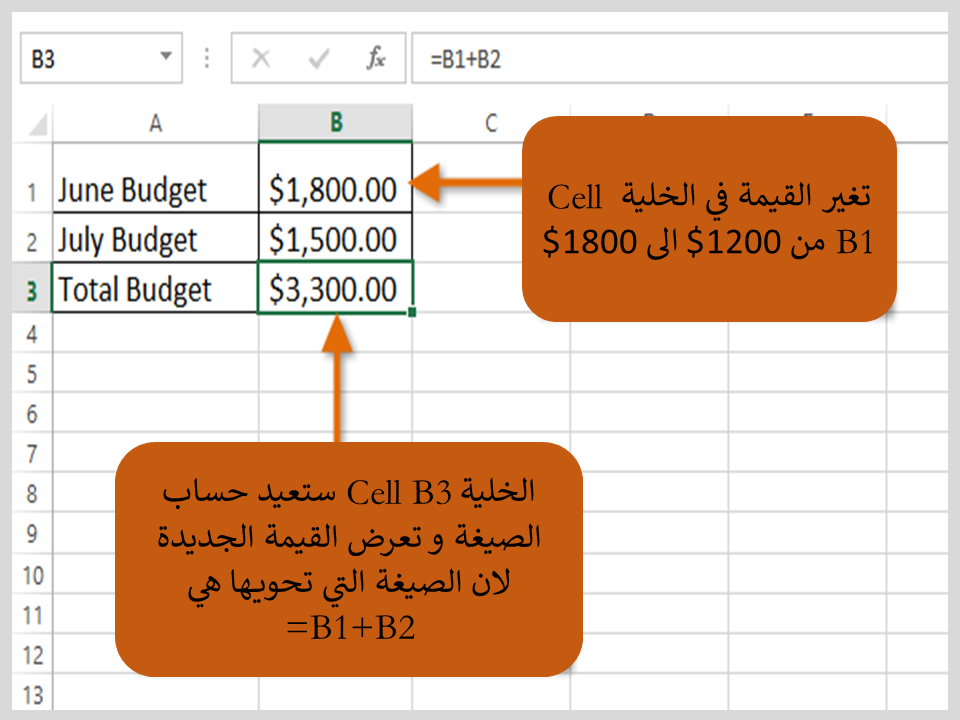 B3
fx
=B1+B2
A B C
1 June Budget $1,800.00
2 July Budget $1,500.00
3 Total Budget $3,300.00
4
5
6
7
8
9
10
11
12
13
تغير القيمة في الخلية Cell
B1 من 1200$ الى 1800$
الخلية Cell B3 ستعيد حساب
الصيغة و تعرض القيمة الجديدة
لان الصيغة التي تحويها هي
=B1+B2